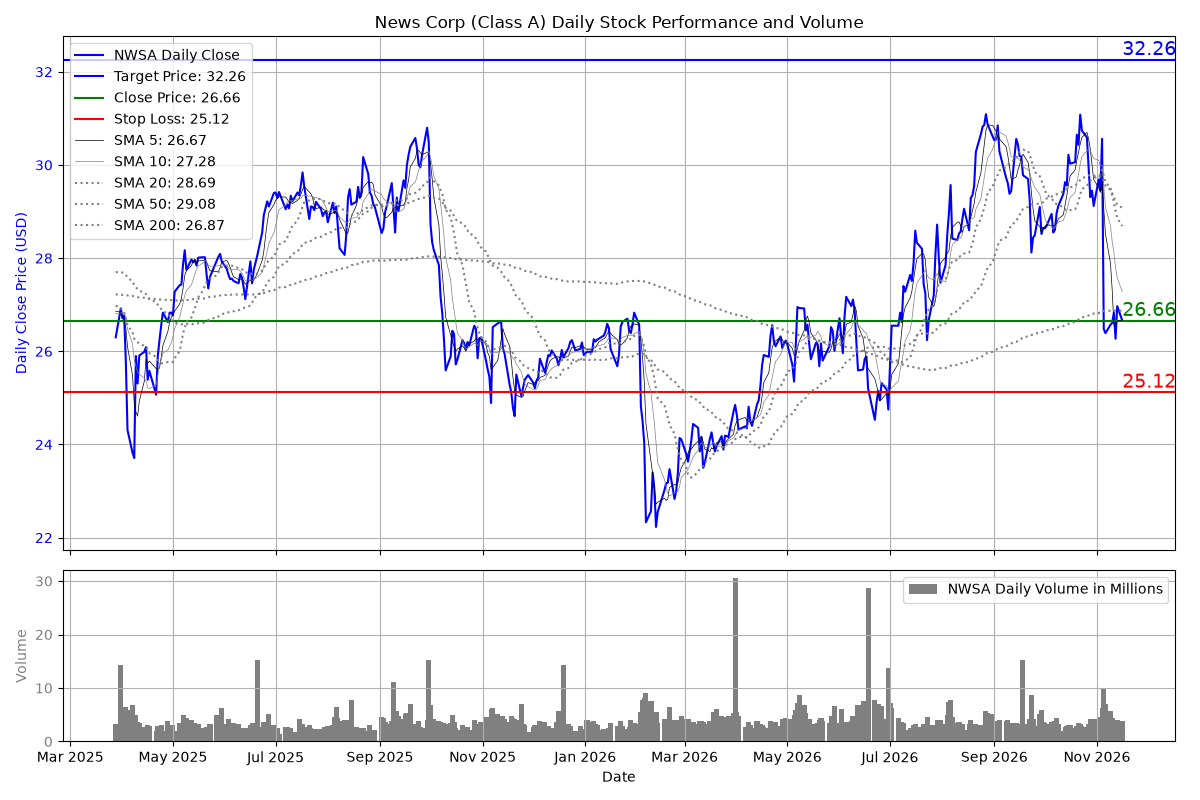 News Corp (Class A) Daily Stock Performance and Volume
NWSA Daily Close
Target Price: 32.26
Close Price: 26.66
Stop Loss: 25.12
SMA 5: 26.67
SMA 10: 27.28
SMA 20: 28.69
SMA 50: 29.08
SMA 200: 26.87
32.26
26.66
25.12
Daily Close Price (USD)
32
30
28
26
24
22
NWSA Daily Volume in Millions
Volume
30
20
10
0
Mar 2025
May 2025
Jul 2025
Sep 2025
Nov 2025
Jan 2026
Mar 2026
May 2026
Jul 2026
Sep 2026
Nov 2026
Date